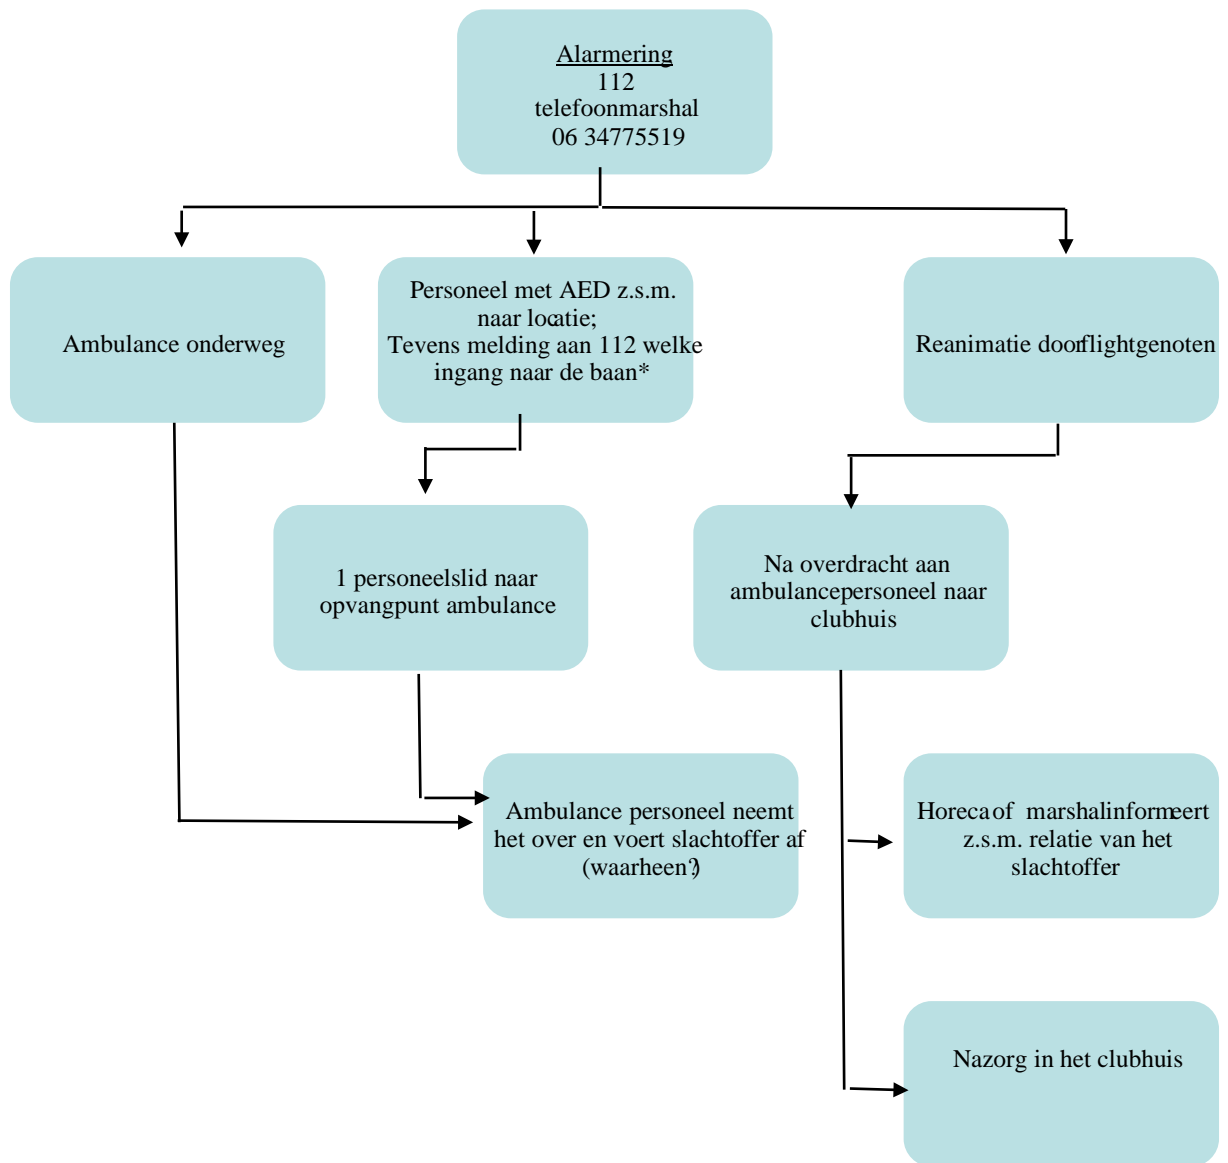 Alarmering
112
telefoonmarshal
06 34775519
Ambulance onderweg
Personeel met AED z.s.m.
naar locatie;
Tevens melding aan 112 welke
ingang naar de baan*
Reanimatie door flightgenoten
1 personeelslid naar
opvangpunt ambulance
Na overdracht aan
ambulancepersoneel naar
clubhuis
Ambulance personeel neemt
het over en voert slachtoffer af
(waarheen?)
Horeca of marshal informeert
z.s.m. relatie van het
slachtoffer
Nazorg in het clubhuis